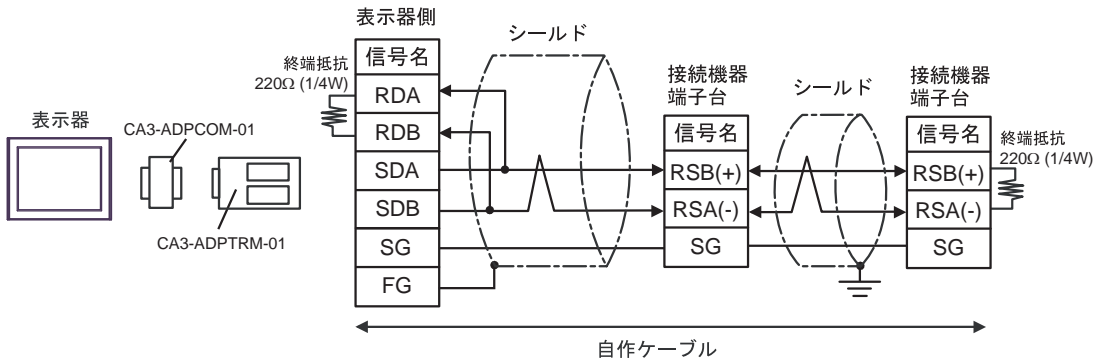 表示器側
シールド
終端抵抗
220Ω (1/4W)
信号名
RDA
RDB
SDA
SDB
SG
FG
表示器
CA3-ADPCOM-01
CA3-ADPTRM-01
接続機器
端子台
信号名
RSB(+)
RSA(-)
SG
シールド
接続機器
端子台
信号名
RSB(+)
RSA(-)
SG
終端抵抗
220Ω (1/4W)
自作ケーブル